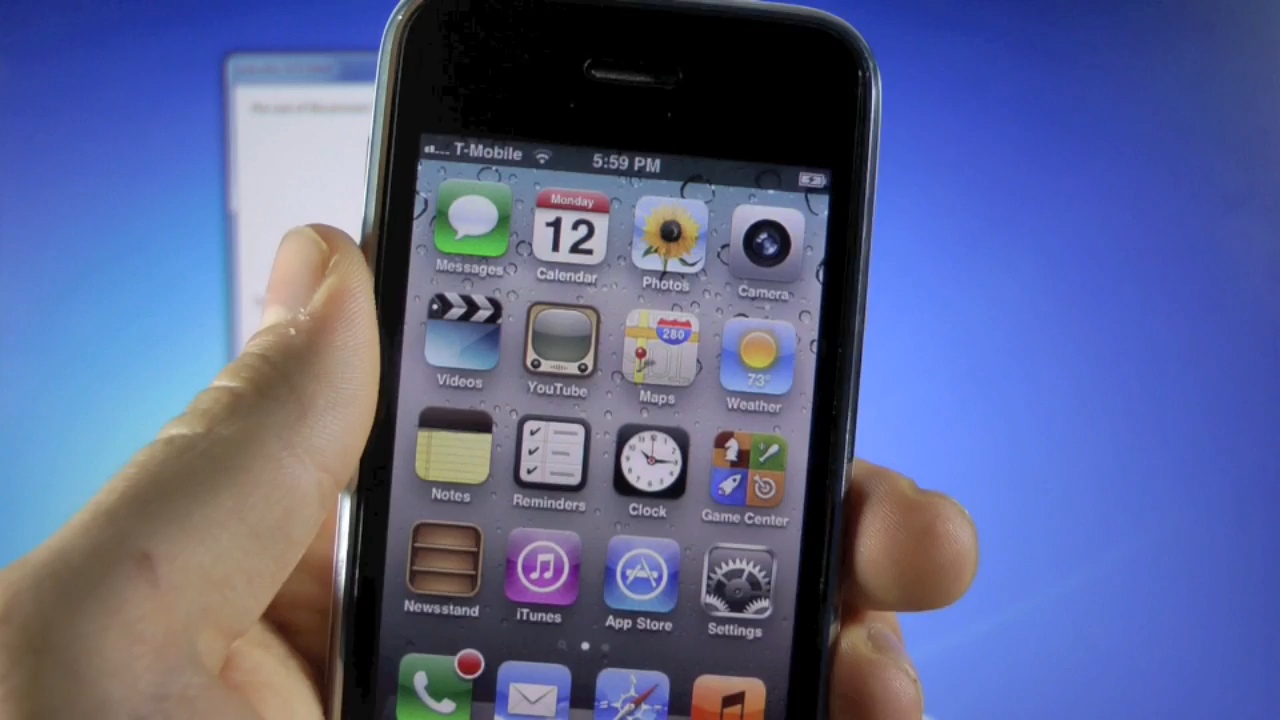 T-Mobile 5:59 PM
Monday
12
Messages Calendar Photos Camera
280
73°
Videos YouTube Maps Weather
Notes Reminders Clock Game Center
Newsstand iTunes App Store Settings